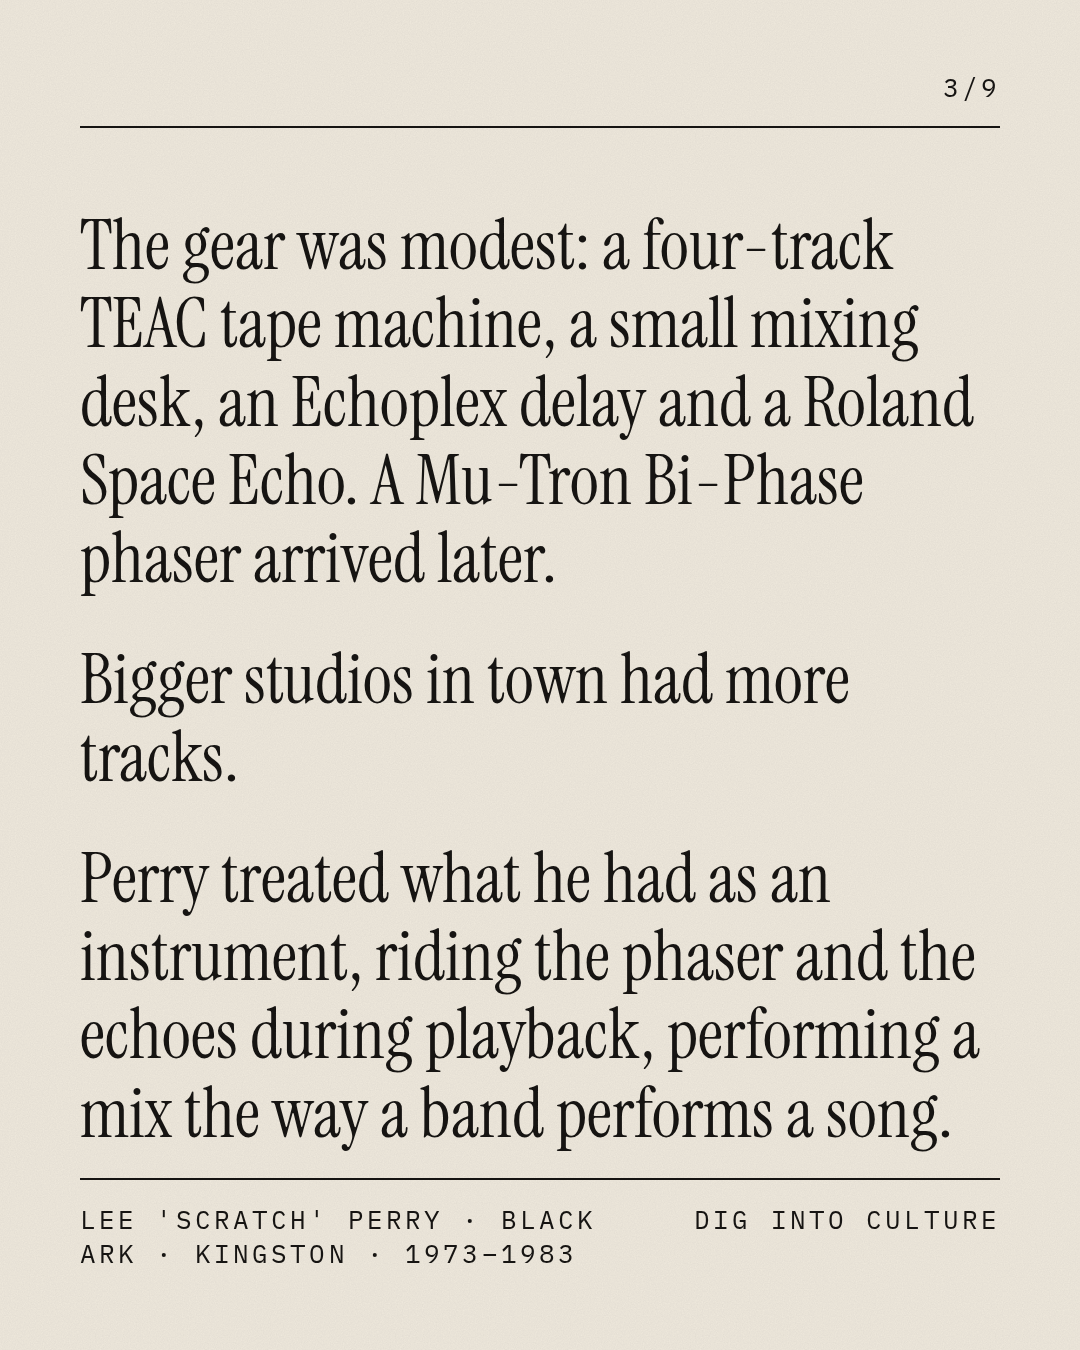 3/9
The gear was modest: a four-track
TEAC tape machine, a small mixing
desk, an Echoplex delay and a Roland
Space Echo. A Mu-Tron Bi-Phase
phaser arrived later.
Bigger studios in town had more
tracks.
Perry treated what he had as an
instrument, riding the phaser and the
echoes during playback, performing a
mix the way a band performs a song.
LEE 'SCRATCH' PERRY · BLACK
ARK · KINGSTON · 1973–1983
DIG INTO CULTURE